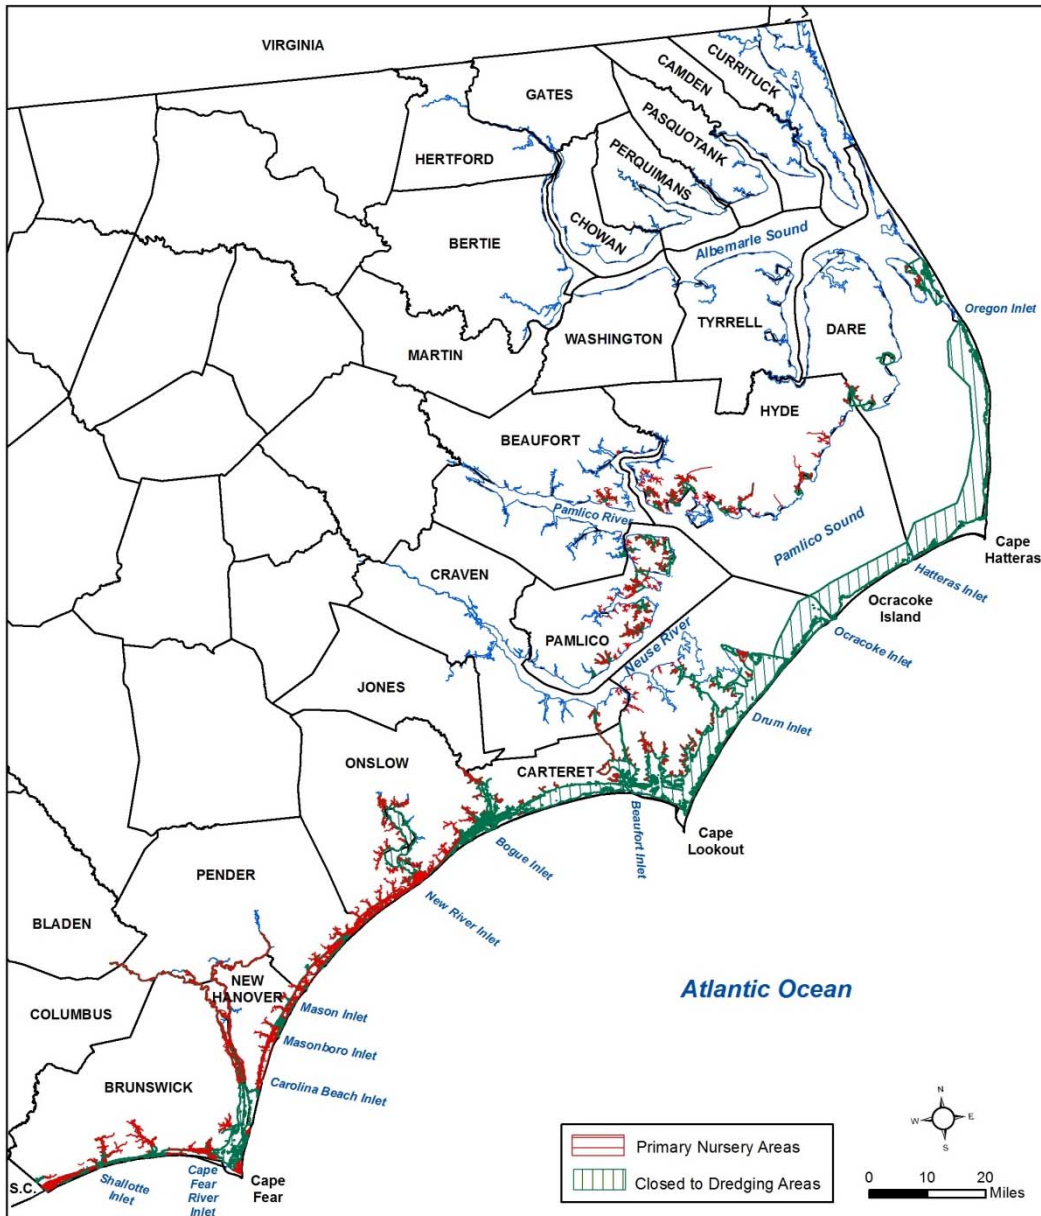 VIRGINIA
CURRITUCK
CAMDEN
GATES
PASQUOTANK
HERTFORD
PERQUIMANS
CHOWAN
BERTIE
Albemarle Sound
Oregon Inlet
TYRRELL
DARE
WASHINGTON
MARTIN
HYDE
BEAUFORT
Pamlico River
Pamlico Sound
Cape
Hatteras
Hatteras Inlet
CRAVEN
Ocracoke
Island
Ocracoke Inlet
PAMLICO
Neuse River
JONES
Drum Inlet
ONSLOW
CARTERET
Beaufort Inlet
Cape
Lookout
Bogue Inlet
PENDER
New River Inlet
BLADEN
NEW
HANOVER
Atlantic Ocean
COLUMBUS
Mason Inlet
Masonboro Inlet
BRUNSWICK
Carolina Beach Inlet
S.C.
Shallotte
Inlet
Cape
Fear
River
Inlet
Cape
Fear
N
W E
S
Primary Nursery Areas
Closed to Dredging Areas
0 10 20
Miles